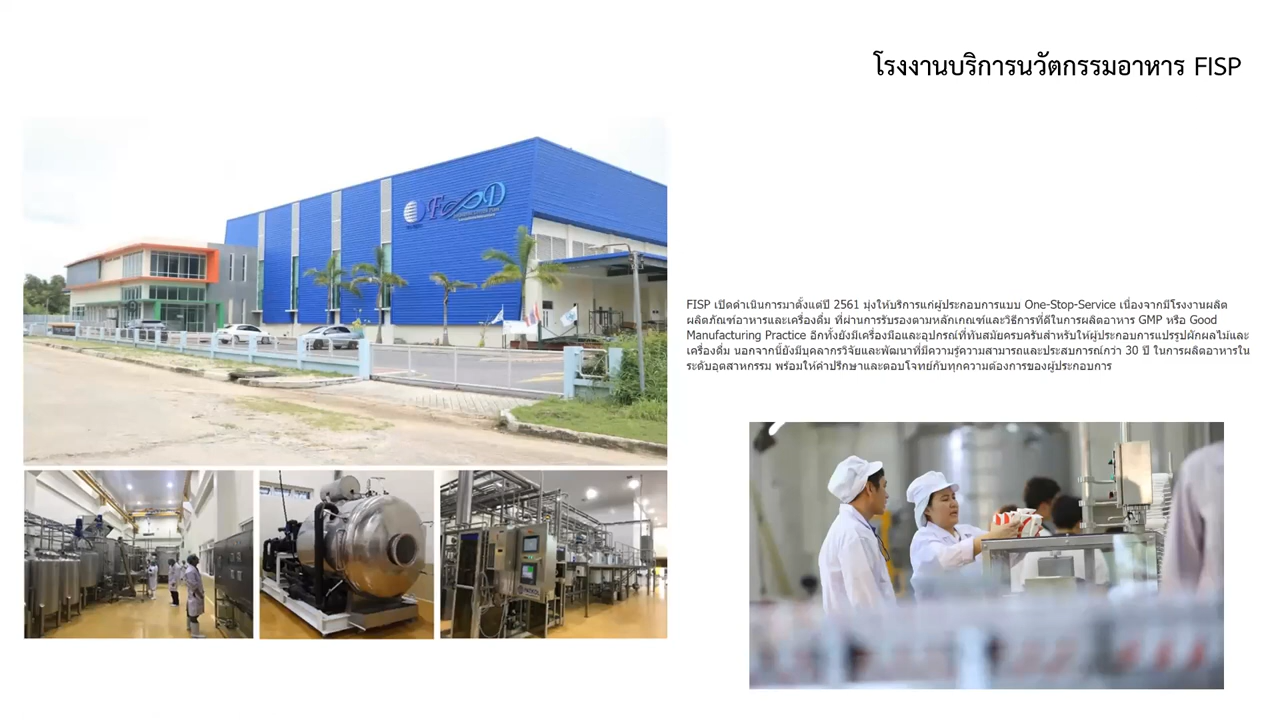 โรงงานบริการนวัตกรรมอาหาร FISP
FOOD
FISP เปิดดำเนินการมาตั้งแต่ปี 2561 มุ่งให้บริการแก่ผู้ประกอบการแบบ One-Stop-Service เนื่องจากมีโรงงานผลิต
ผลิตภัณฑ์อาหารและเครื่องดื่ม ที่ผ่านการรับรองตามหลักเกณฑ์และวิธีการที่ดีในการผลิตอาหาร GMP หรือ Good
Manufacturing Practice อีกทั้งยังมีเครื่องมือและอุปกรณ์ที่ทันสมัยครบครันสำหรับให้ผู้ประกอบการแปรรูปผักผลไม้และ
เครื่องดื่ม นอกจากนี้ยังมีบุคลากรวิจัยและพัฒนาที่มีความรู้ความสามารถและประสบการณ์กว่า 30 ปี ในการผลิตอาหารใน
ระดับอุตสาหกรรม พร้อมให้คำปรึกษาและตอบโจทย์กับทุกความต้องการของผู้ประกอบการ